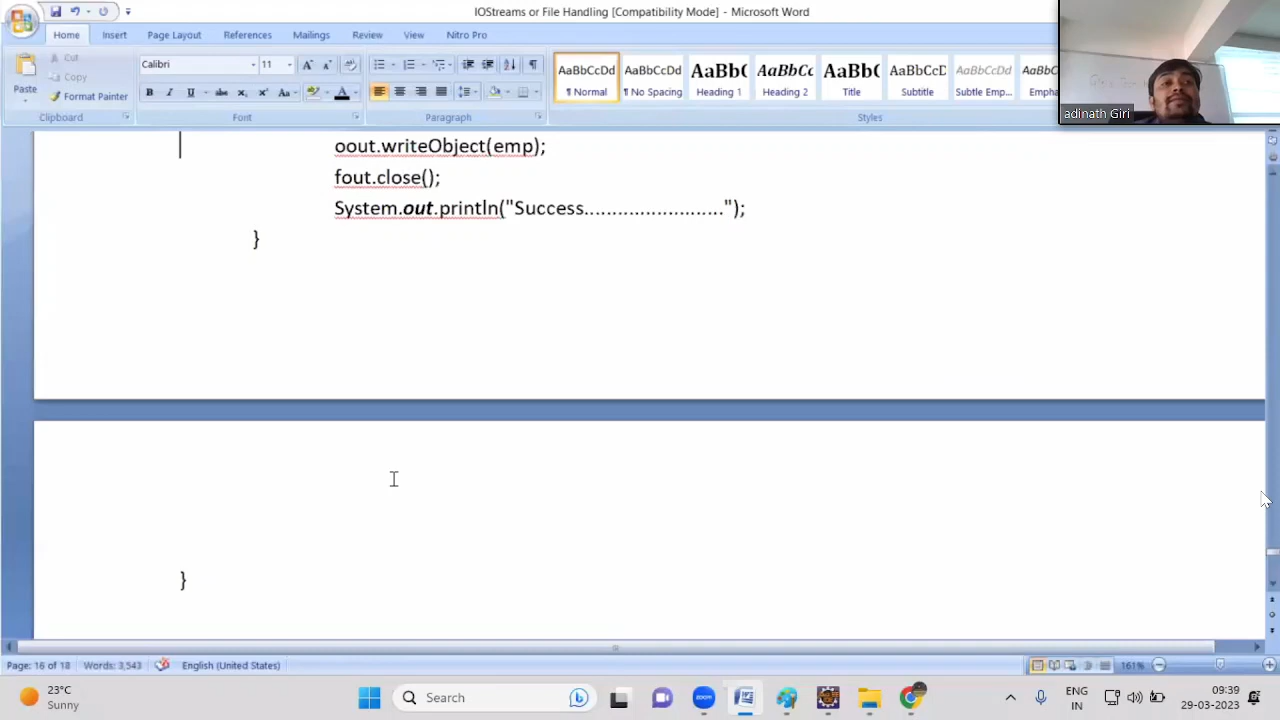 IOStreams or File Handling [Compatibility Mode] - Microsoft Word
Home Insert Page Layout References Mailings Review View Nitro Pro
Paste Cut Copy Format Painter
Calibri 11
AaBbCcDd AaBbCcDd AaBb( AaBbCc AaBb( AaBbCcD AaBbCcDd AaBbC
¶ Normal ¶ No Spacing Heading 1 Heading 2 Title Subtitle Subtle Emp... Empha
Clipboard Font Paragraph Styles
adinath Giri
oout.writeObject(emp);
fout.close();
System.out.println("Success.........................");
}
}
Page: 16 of 18 Words: 3,543 English (United States) 161%
23°C
Sunny
Search
ENG
IN
09:39
29-03-2023